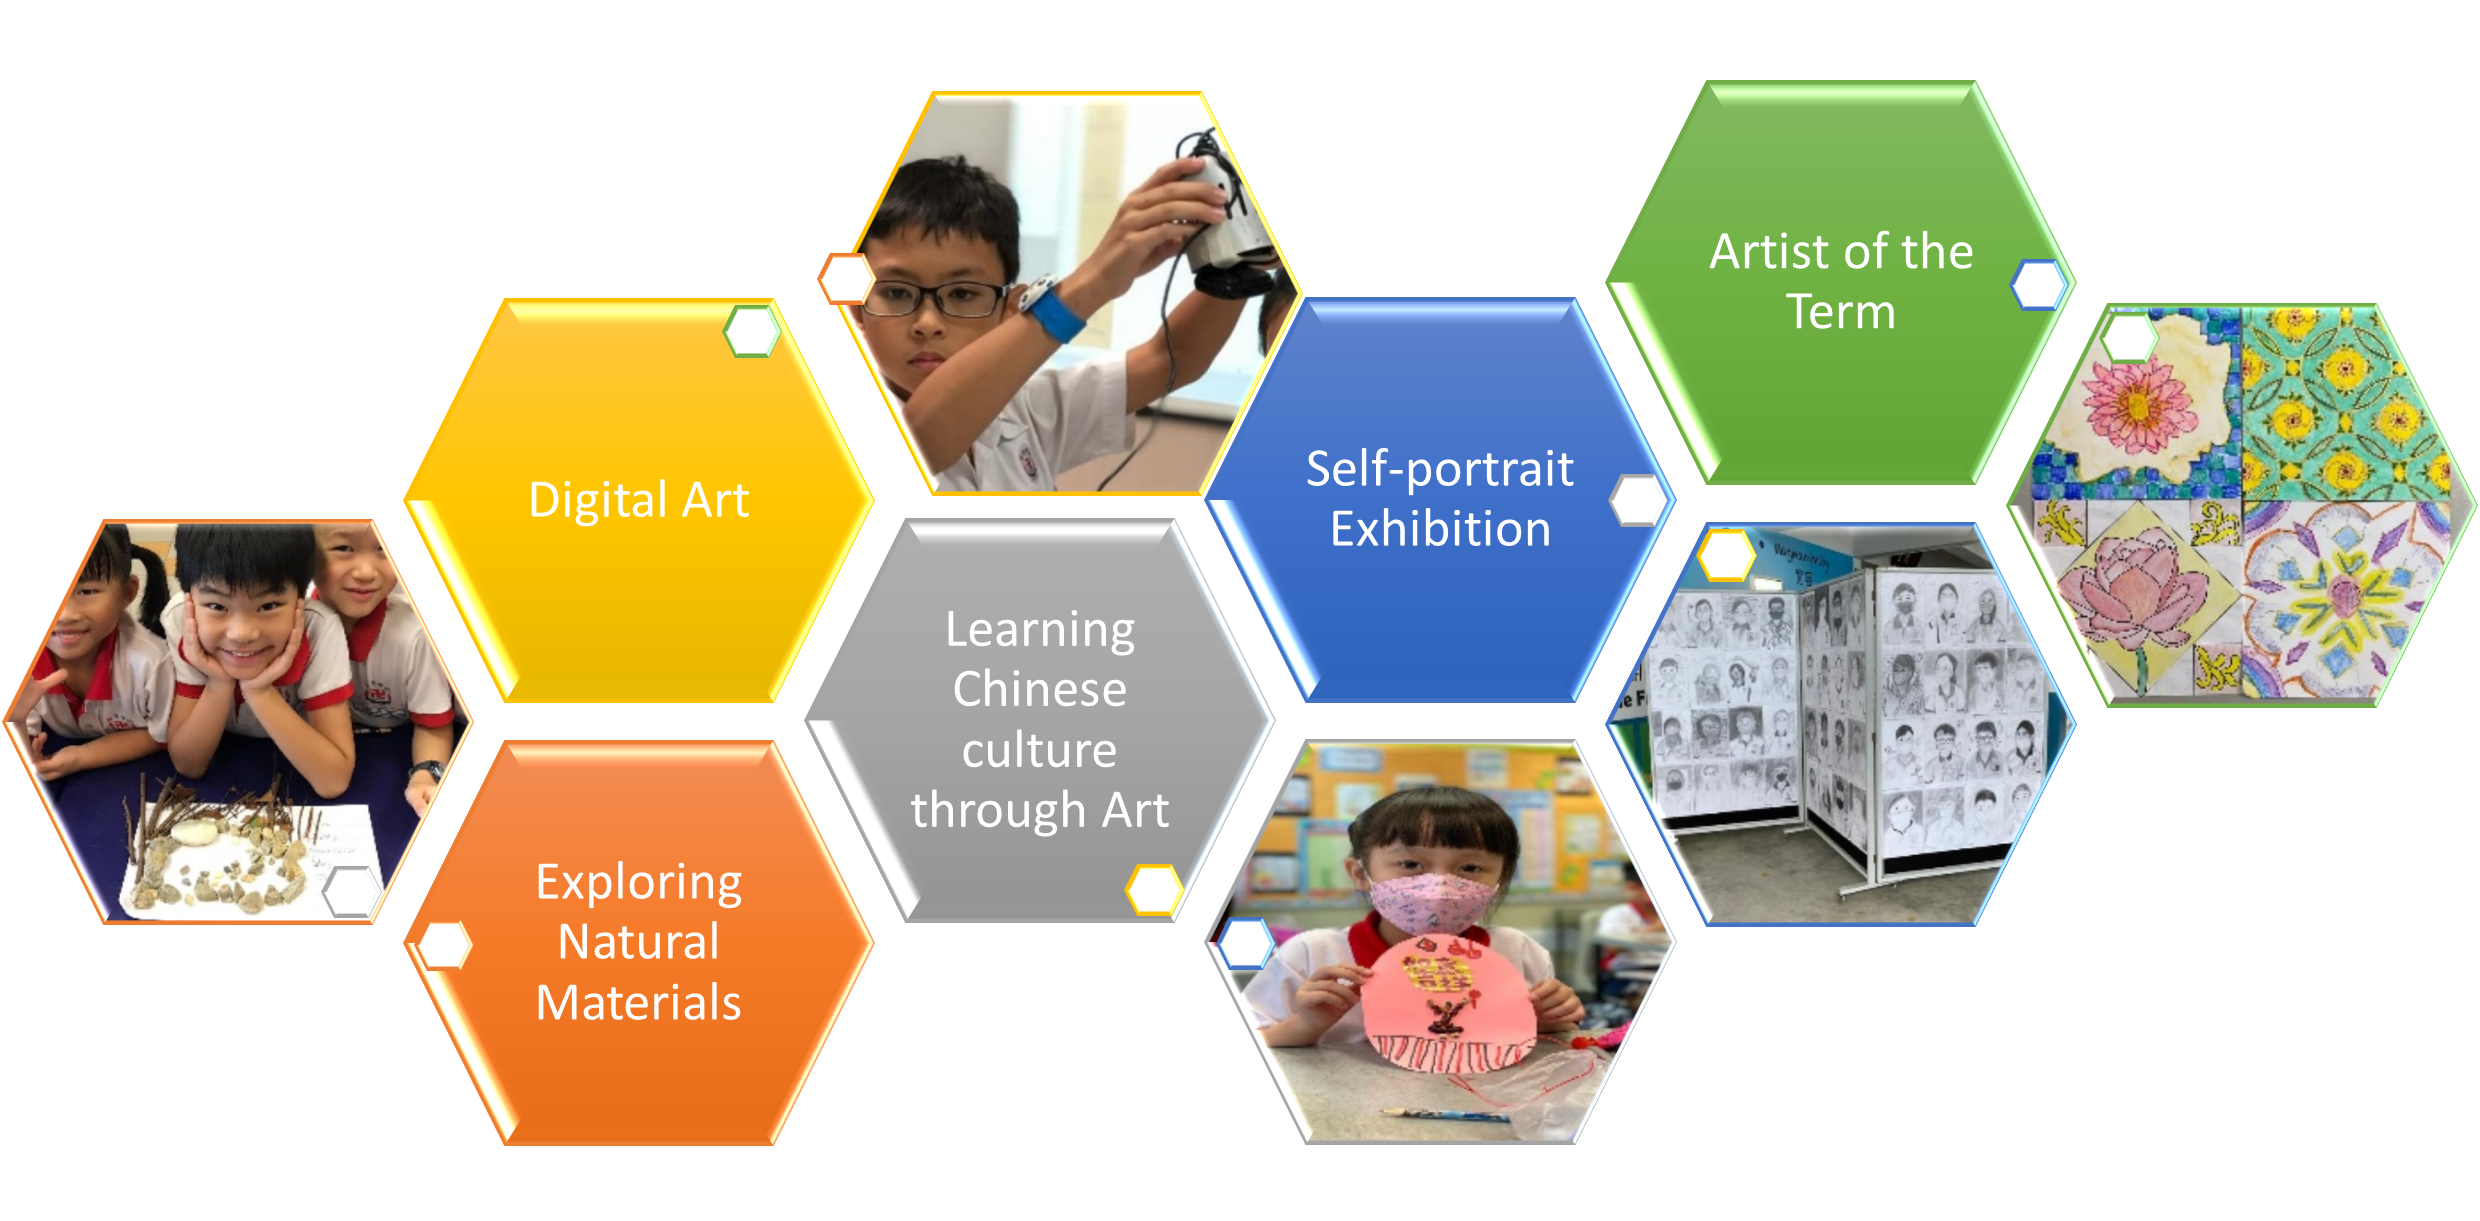 Artist of the
Term
Self-portrait
Exhibition
Digital Art
Learning
Chinese
culture
through Art
Exploring
Natural
Materials